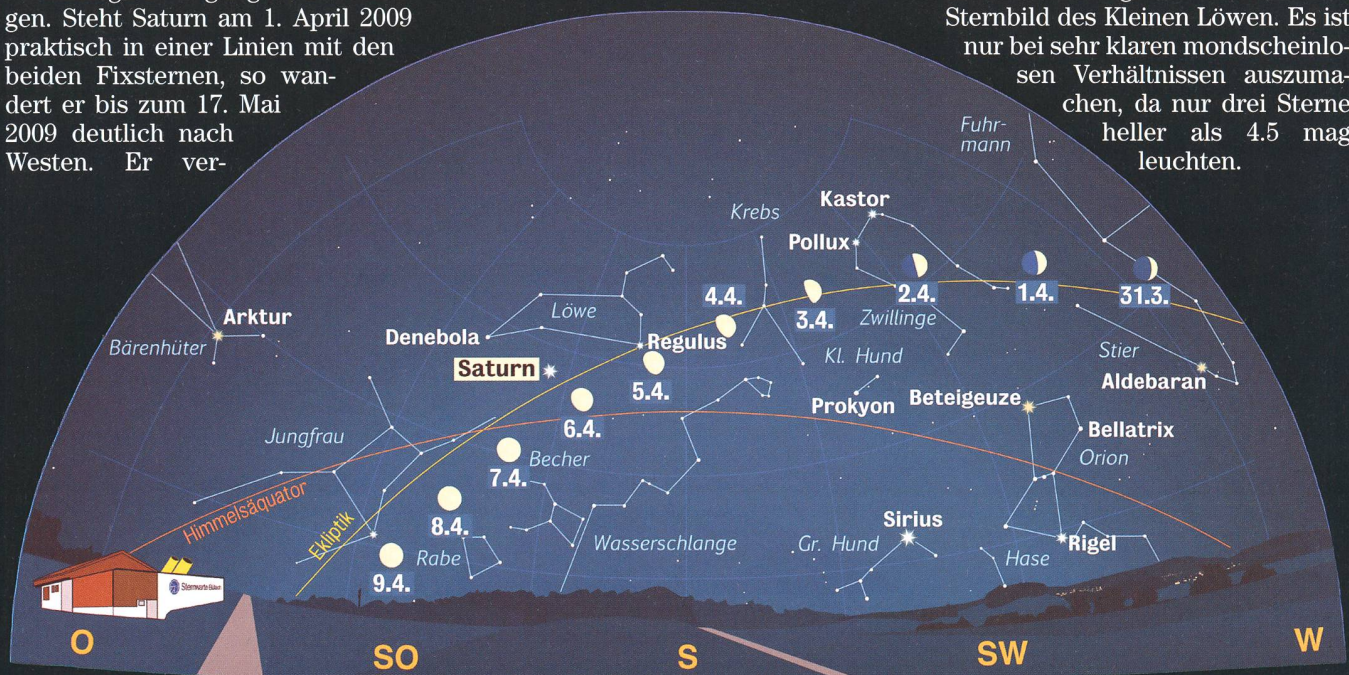 gen. Steht Saturn am 1. April 2009
praktisch in einer Linien mit den
beiden Fixsternen, so wan-
dert er bis zum 17. Mai
2009 deutlich nach
Westen. Er ver-
Sternbild des Kleinen Löwen. Es ist
nur bei sehr klaren mondscheinlo-
sen Verhältnissen auszuma-
chen, da nur drei Sterne
heller als 4.5 mag
leuchten.
Fuhr-
mann
Kastor
Krebs
Pollux
4.4.
3.4.
2.4.
1.4.
31.3.
Zwillinge
Löwe
Arktur
Bärenhüter
Denebola
Regulus
Kl. Hund
Stier
Saturn
Aldebaran
5.4.
Prokyon
Beteigeuze
6.4.
Bellatrix
Jungfrau
Orion
Becher
7.4.
Himmelsäquator
8.4.
Ekliptik
Sirius
Rabe
Wasserschlange
Gr. Hund
Rigel
Hase
9.4.
Sternwarte Bülach
O
SO
S
SW
W